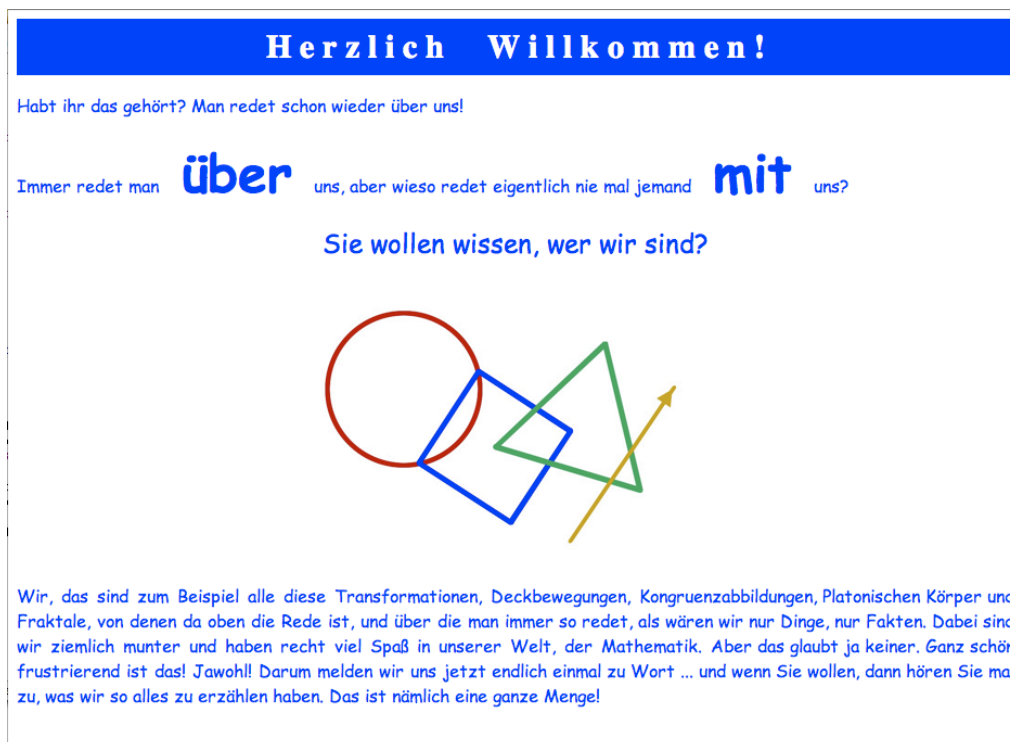 Herzlich Willkommen!
Habt ihr das gehört? Man redet schon wieder über uns!
Immer redet man über uns, aber wieso redet eigentlich nie mal jemand mit uns?
Sie wollen wissen, wer wir sind?
Wir, das sind zum Beispiel alle diese Transformationen, Deckbewegungen, Kongruenzabbildungen, Platonischen Körper und
Fraktale, von denen da oben die Rede ist, und über die man immer so redet, als wären wir nur Dinge, nur Fakten. Dabei sind
wir ziemlich munter und haben recht viel Spaß in unserer Welt, der Mathematik. Aber das glaubt ja keiner. Ganz schön
frustrierend ist das! Jawohl! Darum melden wir uns jetzt endlich einmal zu Wort ... und wenn Sie wollen, dann hören Sie ma
zu, was wir so alles zu erzählen haben. Das ist nämlich eine ganze Menge!